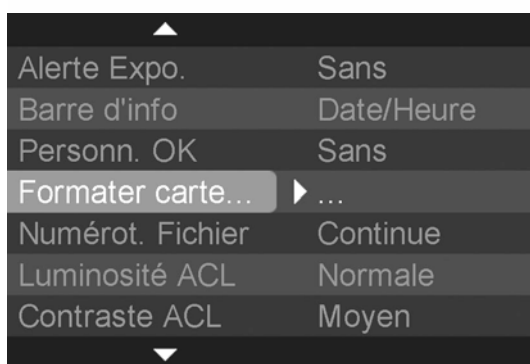 Alerte Expo. Sans
Barre d'info Date/Heure
Personn. OK Sans
Formater carte... ...
Numérot. Fichier Continue
Luminosité ACL Normale
Contraste ACL Moyen